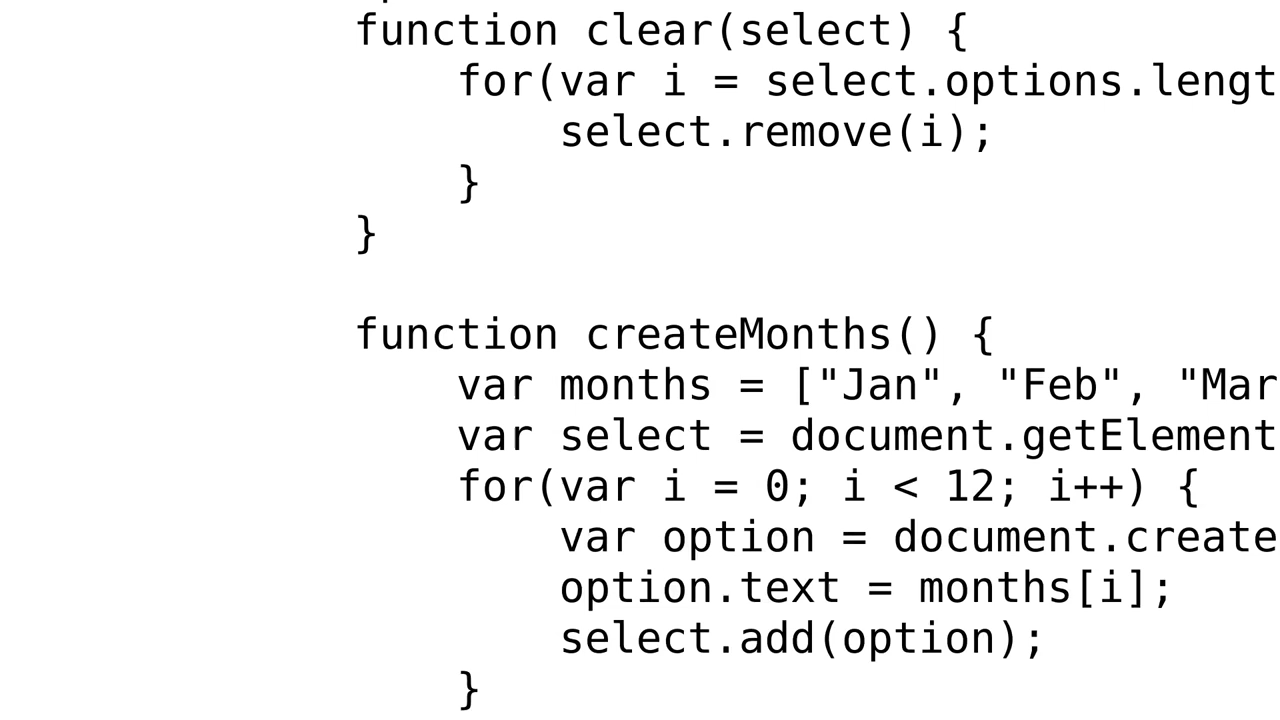 function clear(select) {
    for(var i = select.options.lengt
        select.remove(i);
    }
}

function createMonths() {
    var months = ["Jan", "Feb", "Mar
    var select = document.getElement
    for(var i = 0; i < 12; i++) {
        var option = document.create
        option.text = months[i];
        select.add(option);
    }